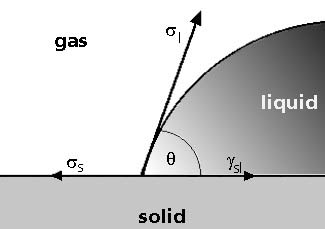 gas
σl
liquid
σs
θ
γsl
solid